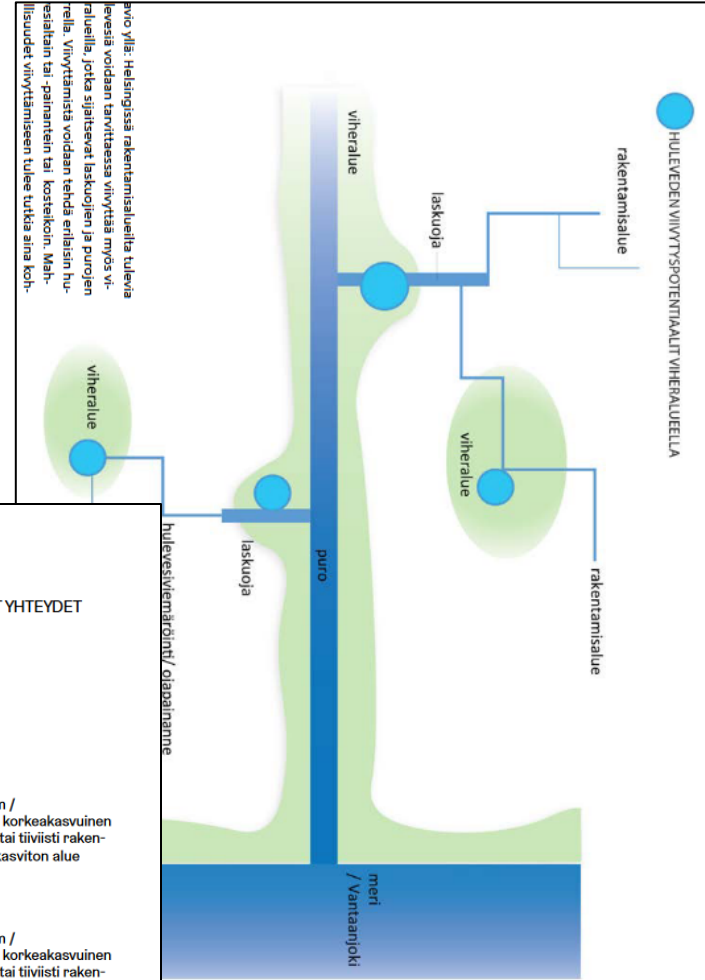 HULEVEDEN VIIVYTYSPOTENTIAALIT VIHERALUEELLA
rakentamisalue
laskuoja
viheralue
viheralue
rakentamisalue
puro
laskuoja
viheralue
hulevesiviemäröinti/ ojapainanne
meri
/ Vantaanjoki
avio yllä: Helsingissä rakentamisalueilta tulevia
levesiä voidaan tarvittaessa viivyttää myös vi-
ralueilla, jotka sijaitsevat laskuojien ja purojen
rrella. Viivyttämistä voidaan tehdä erilaisin hu-
vesialtain tai -painantein tai kosteikoin. Mah-
llisuudet viivyttämiseen tulee tutkia aina koh-
T YHTEYDET
n /
korkeakasvuinen
tai tiiviisti raken-
kasviton alue
n /
korkeakasvuinen
tai tiiviisti raken-